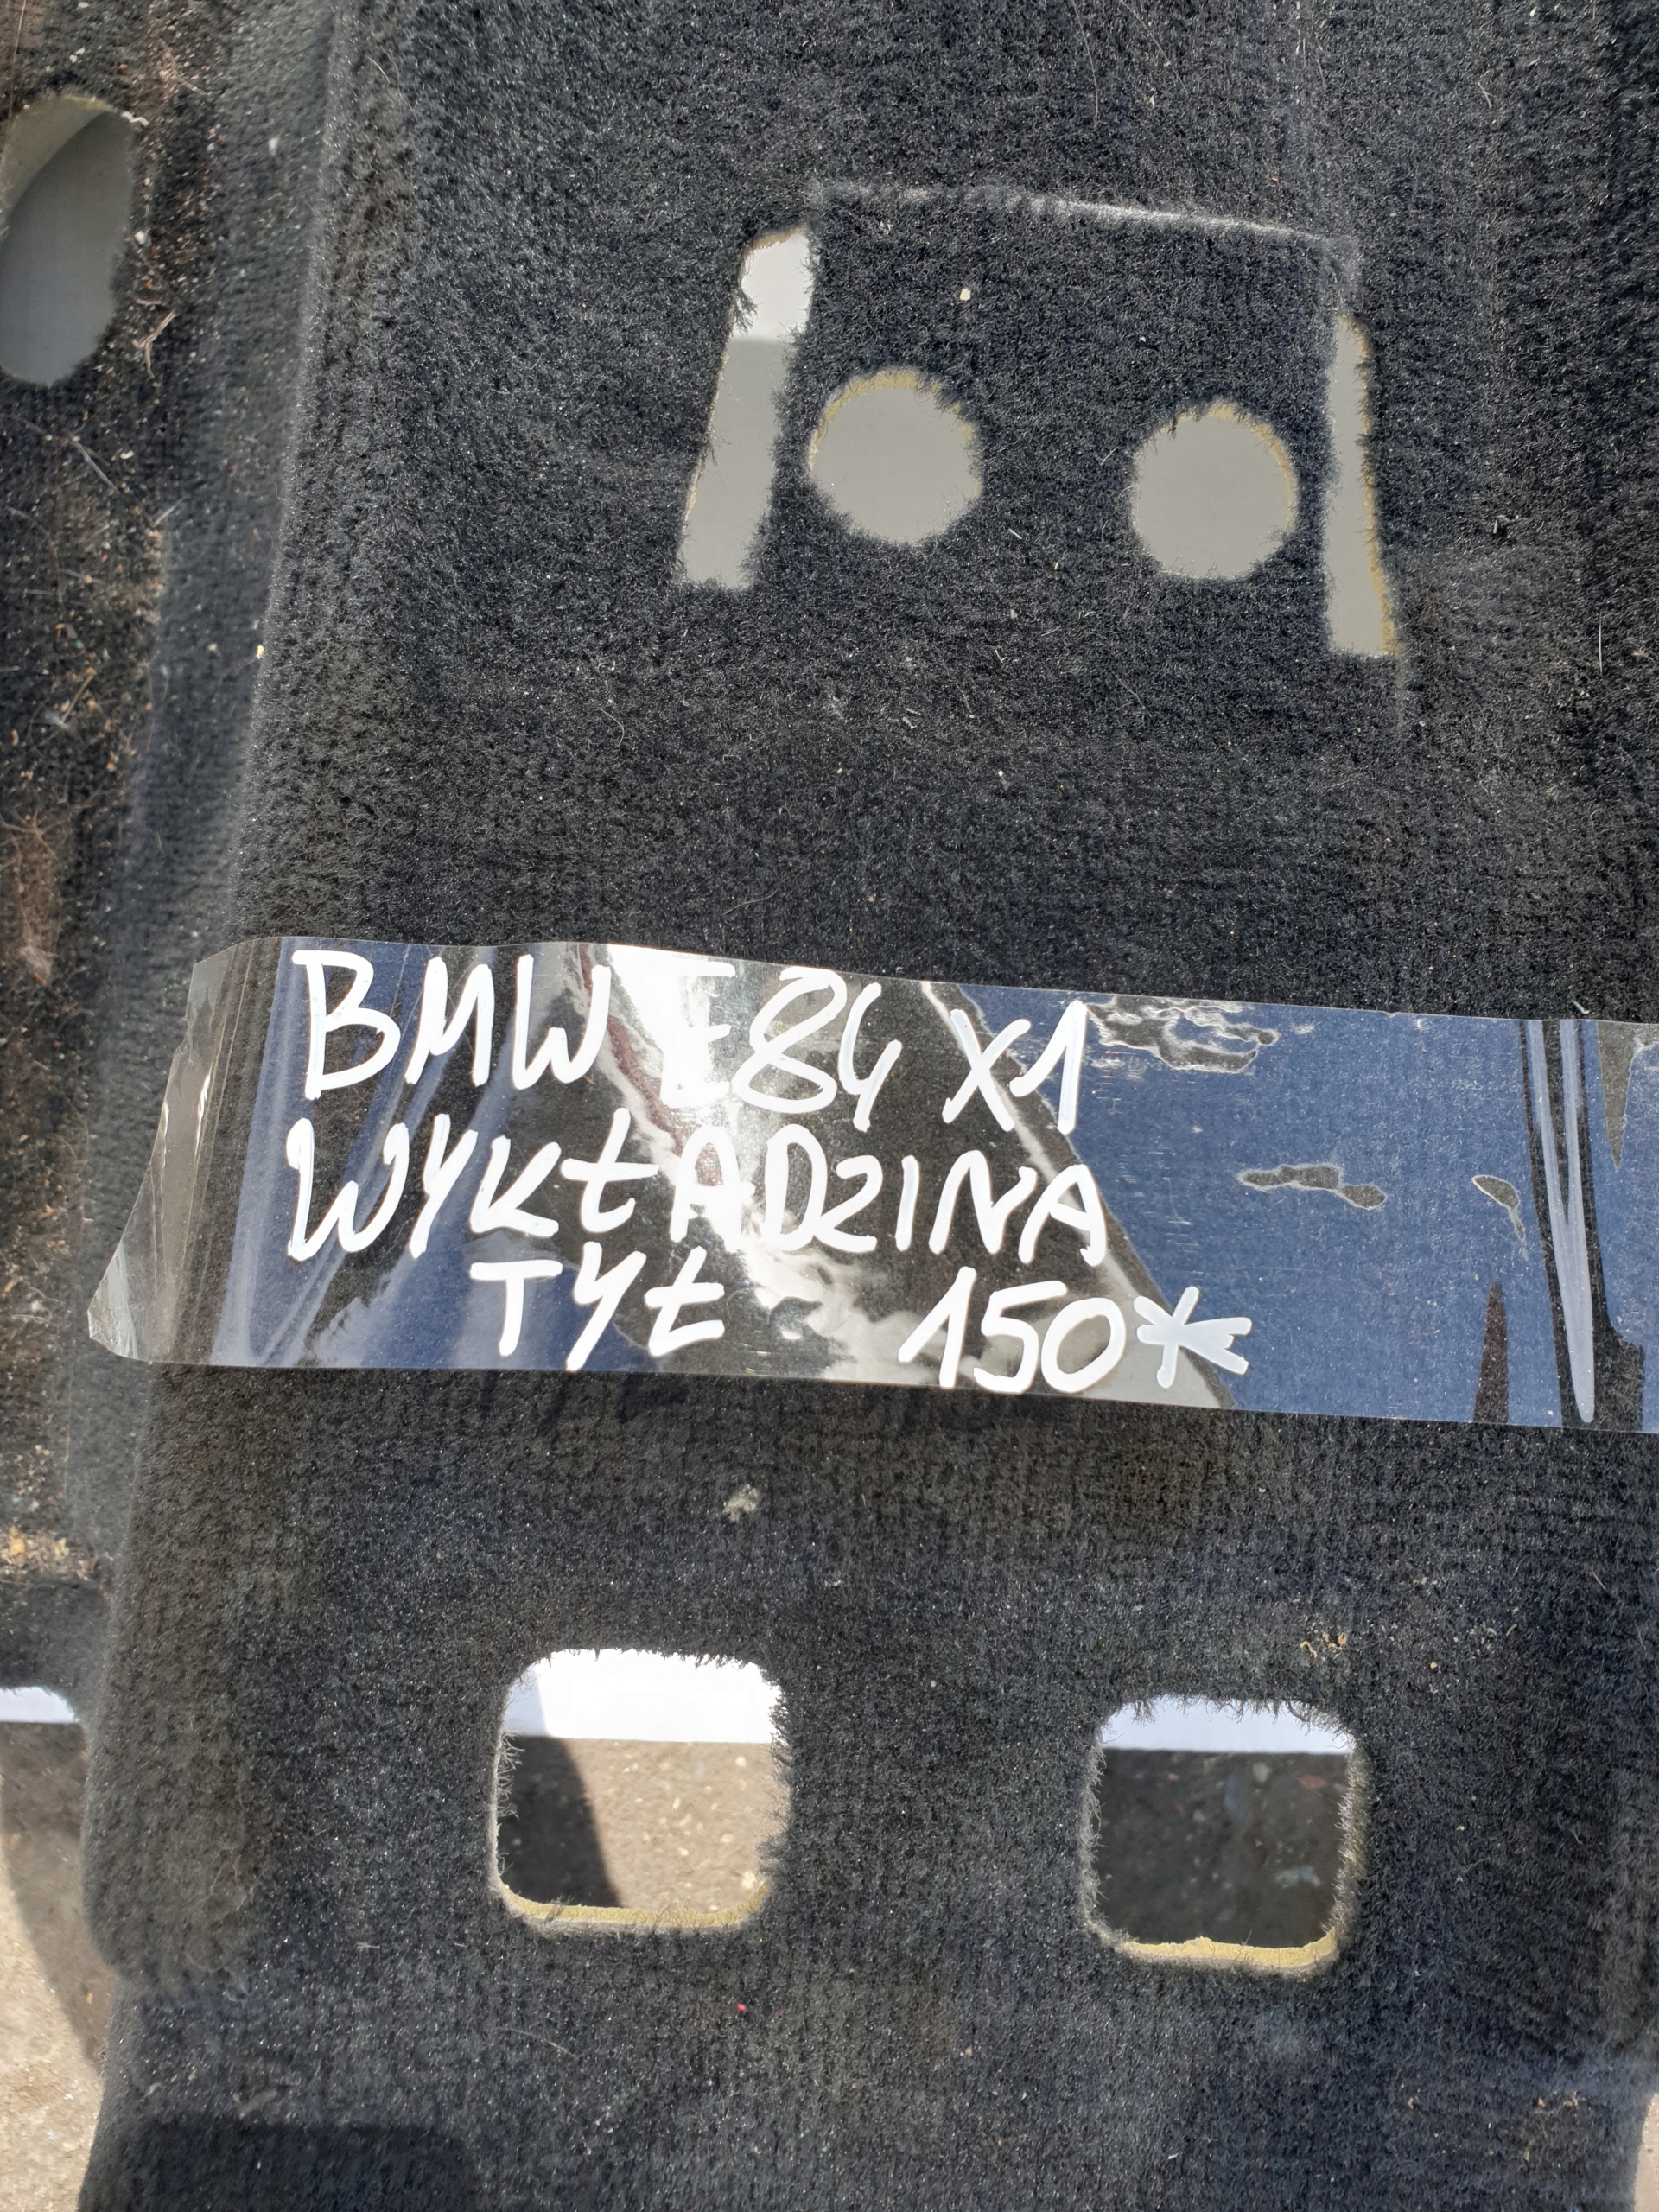 BMW E84 X1
WYKŁADZINA
TYŁ - 150*